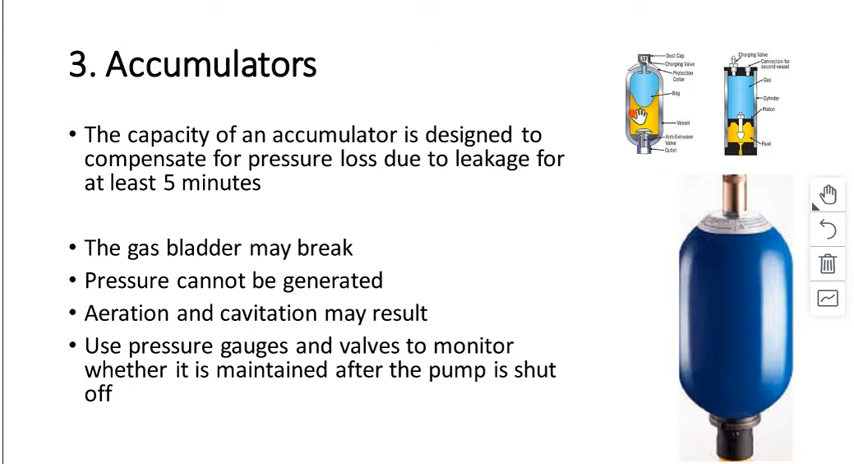 3. Accumulators
• The capacity of an accumulator is designed to
compensate for pressure loss due to leakage for
at least 5 minutes
• The gas bladder may break
• Pressure cannot be generated
• Aeration and cavitation may result
• Use pressure gauges and valves to monitor
whether it is maintained after the pump is shut
off
Dust Cap
Charging Valve
Protection
Collar
Bag
Vessel
Anti-Extrusion
Valve
Outlet
Charging Valve
Connection for
second vessel
Gas
Cylinder
Piston
Fluid